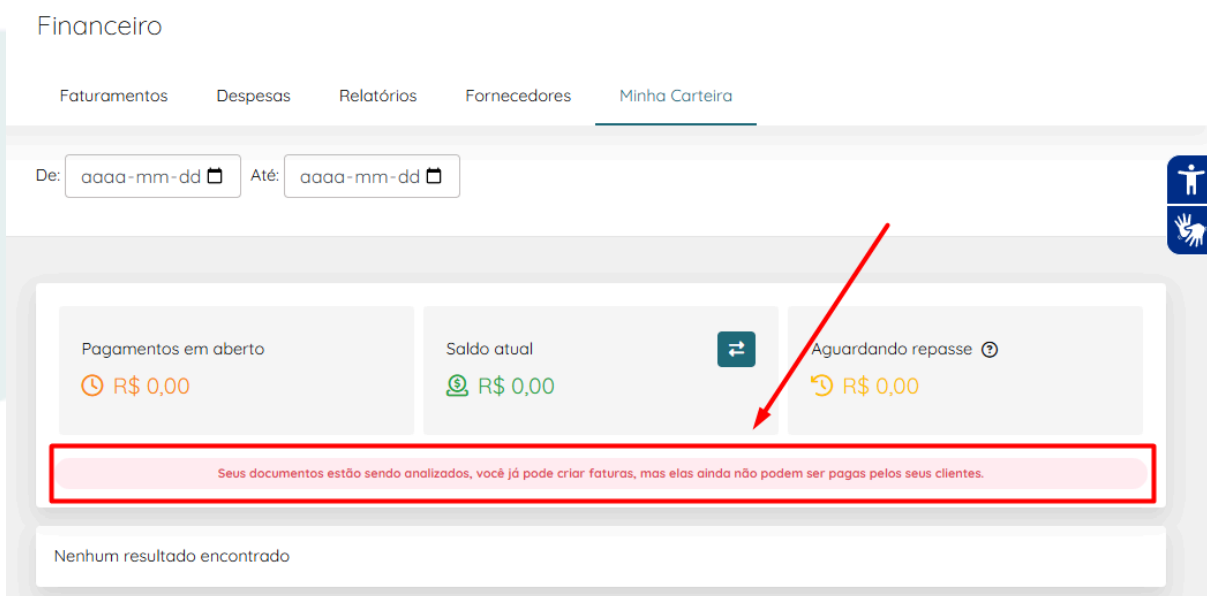 Financeiro
Faturamentos Despesas Relatórios Fornecedores Minha Carteira
De: aaaa-mm-dd Até: aaaa-mm-dd
Pagamentos em aberto Saldo atual Aguardando repasse
R$ 0,00 R$ 0,00 R$ 0,00
Seus documentos estão sendo analizados, você já pode criar faturas, mas elas ainda não podem ser pagas pelos seus clientes.
Nenhum resultado encontrado